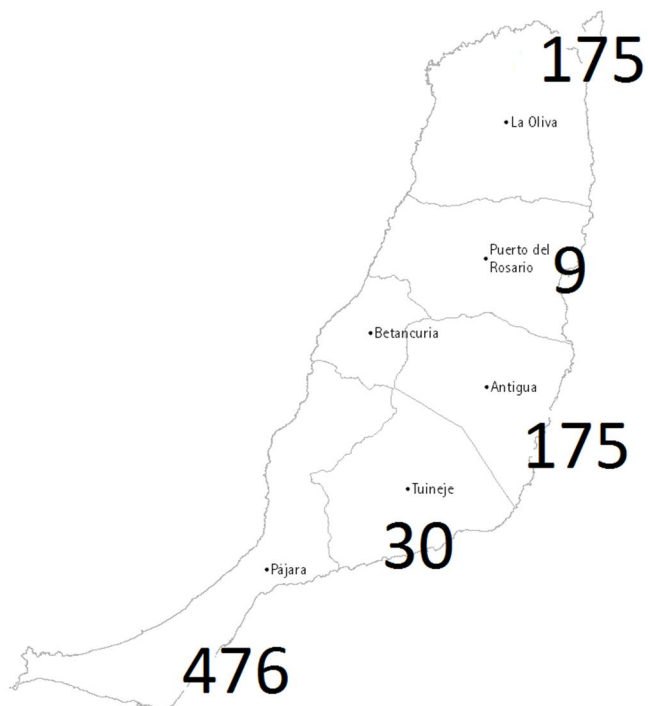 175
La Oliva
Puerto del
Rosario
9
Betancuria
Antigua
175
Tuineje
30
Pájara
476